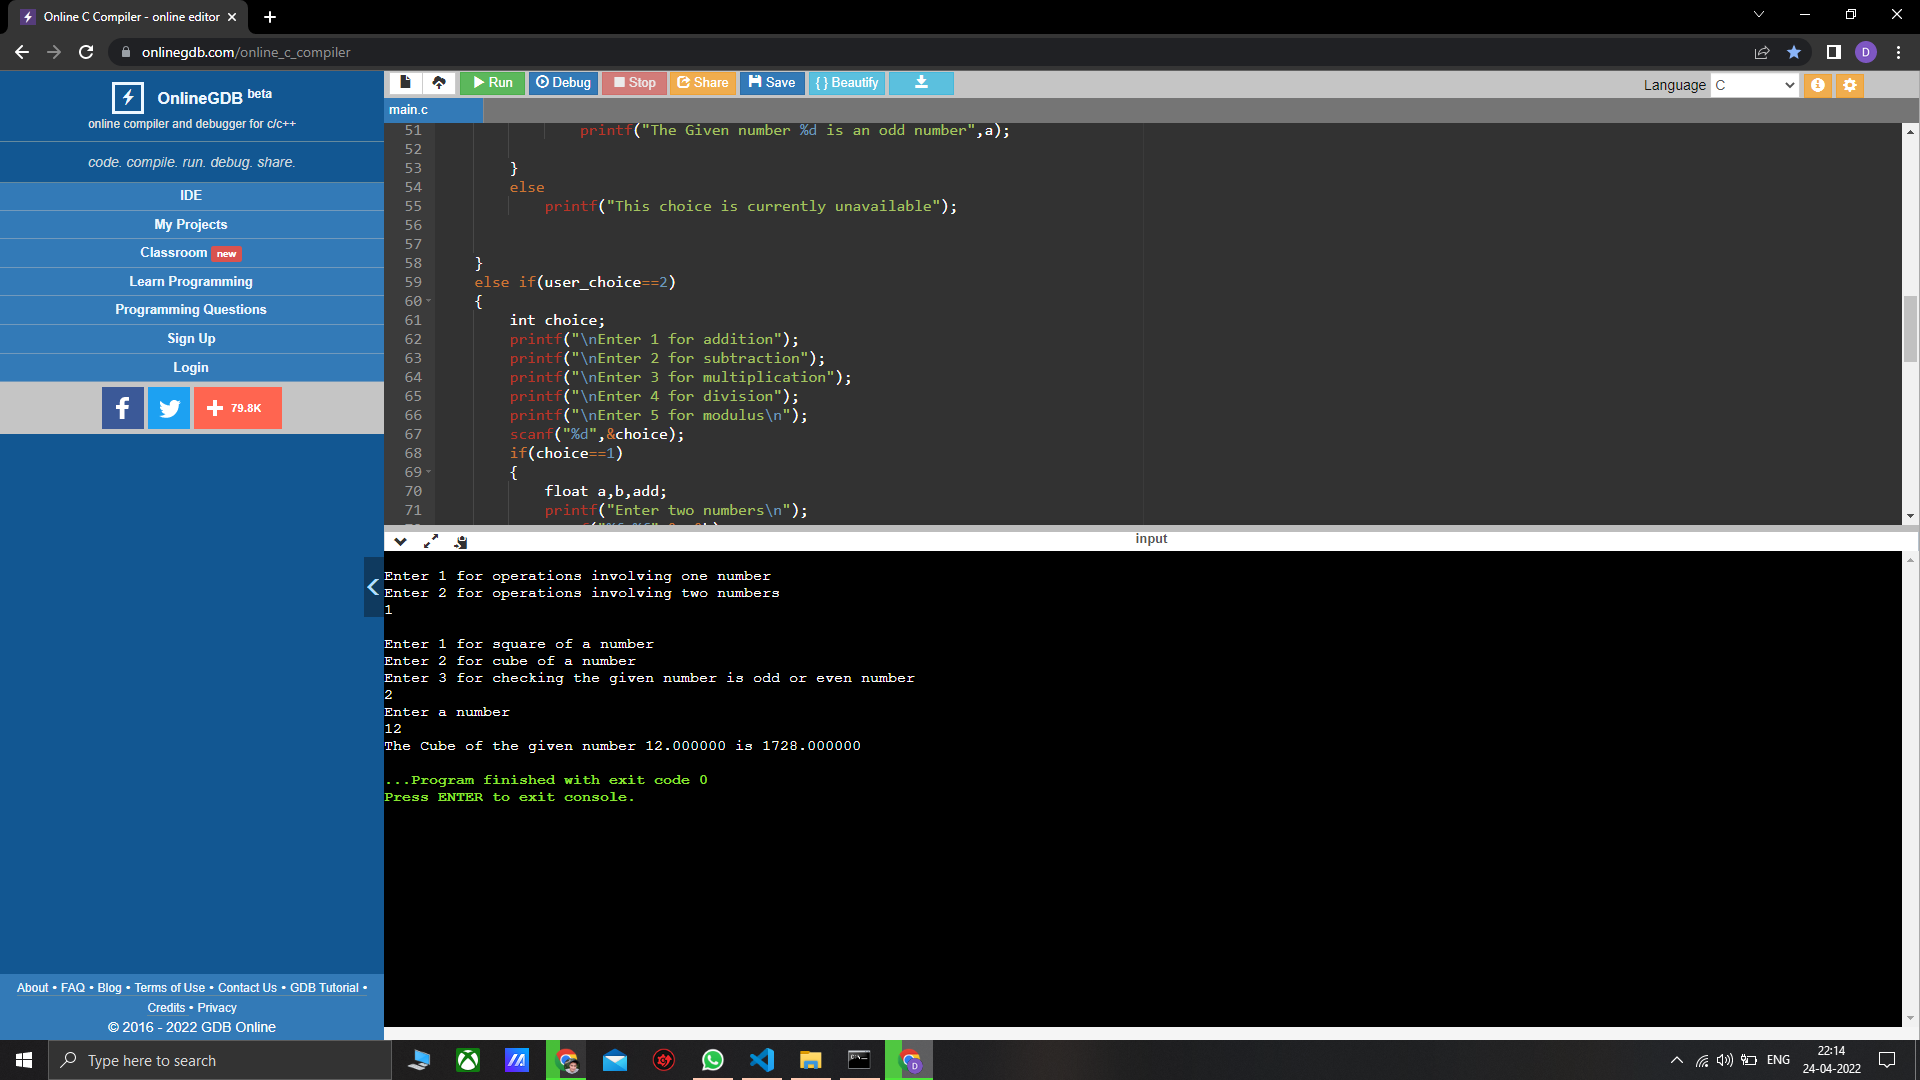 Online C Compiler - online editor
onlinegdb.com/online_c_compiler
D
OnlineGDB beta
online compiler and debugger for c/c++
code. compile. run. debug. share.
IDE
My Projects
Classroom new
Learn Programming
Programming Questions
Sign Up
Login
79.8K
About • FAQ • Blog • Terms of Use • Contact Us • GDB Tutorial •
Credits • Privacy
© 2016 - 2022 GDB Online
Run Debug Stop Share Save { } Beautify
Language C
main.c
51 printf("The Given number %d is an odd number",a);
52
53 }
54 else
55 printf("This choice is currently unavailable");
56
57
58 }
59 else if(user_choice==2)
60 {
61 int choice;
62 printf("\nEnter 1 for addition");
63 printf("\nEnter 2 for subtraction");
64 printf("\nEnter 3 for multiplication");
65 printf("\nEnter 4 for division");
66 printf("\nEnter 5 for modulus\n");
67 scanf("%d",&choice);
68 if(choice==1)
69 {
70 float a,b,add;
71 printf("Enter two numbers\n");
input
Enter 1 for operations involving one number
Enter 2 for operations involving two numbers
1
Enter 1 for square of a number
Enter 2 for cube of a number
Enter 3 for checking the given number is odd or even number
2
Enter a number
12
The Cube of the given number 12.000000 is 1728.000000
...Program finished with exit code 0
Press ENTER to exit console.
Type here to search
D
ENG
22:14
24-04-2022